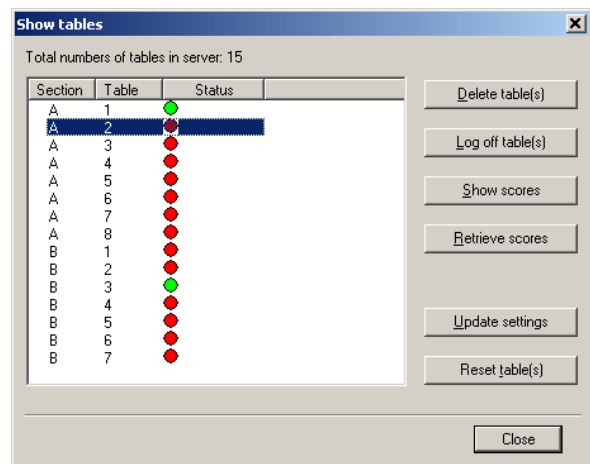 Show tables
Total numbers of tables in server: 15
Section Table Status
A 1
A 2
A 3
A 4
A 5
A 6
A 7
A 8
B 1
B 2
B 3
B 4
B 5
B 6
B 7
Delete table(s)
Log off table(s)
Show scores
Retrieve scores
Update settings
Reset table(s)
Close